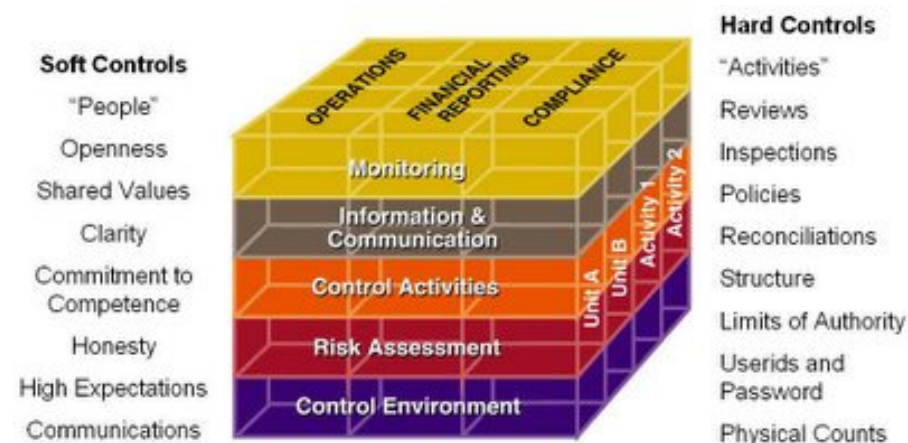 Soft Controls
“People”
Openness
Shared Values
Clarity
Commitment to
Competence
Honesty
High Expectations
Communications
OPERATIONS
FINANCIAL
REPORTING
COMPLIANCE
Monitoring
Information &
Communication
Control Activities
Risk Assessment
Control Environment
Unit A
Unit B
Activity 1
Activity 2
Hard Controls
“Activities”
Reviews
Inspections
Policies
Reconciliations
Structure
Limits of Authority
Userids and
Password
Physical Counts